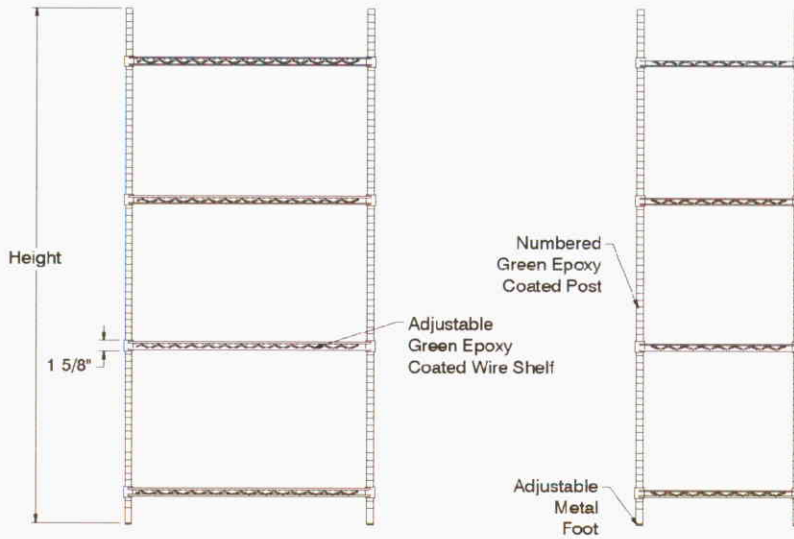 Height
1 5/8"
Adjustable
Green Epoxy
Coated Wire Shelf
Numbered
Green Epoxy
Coated Post
Adjustable
Metal
Foot